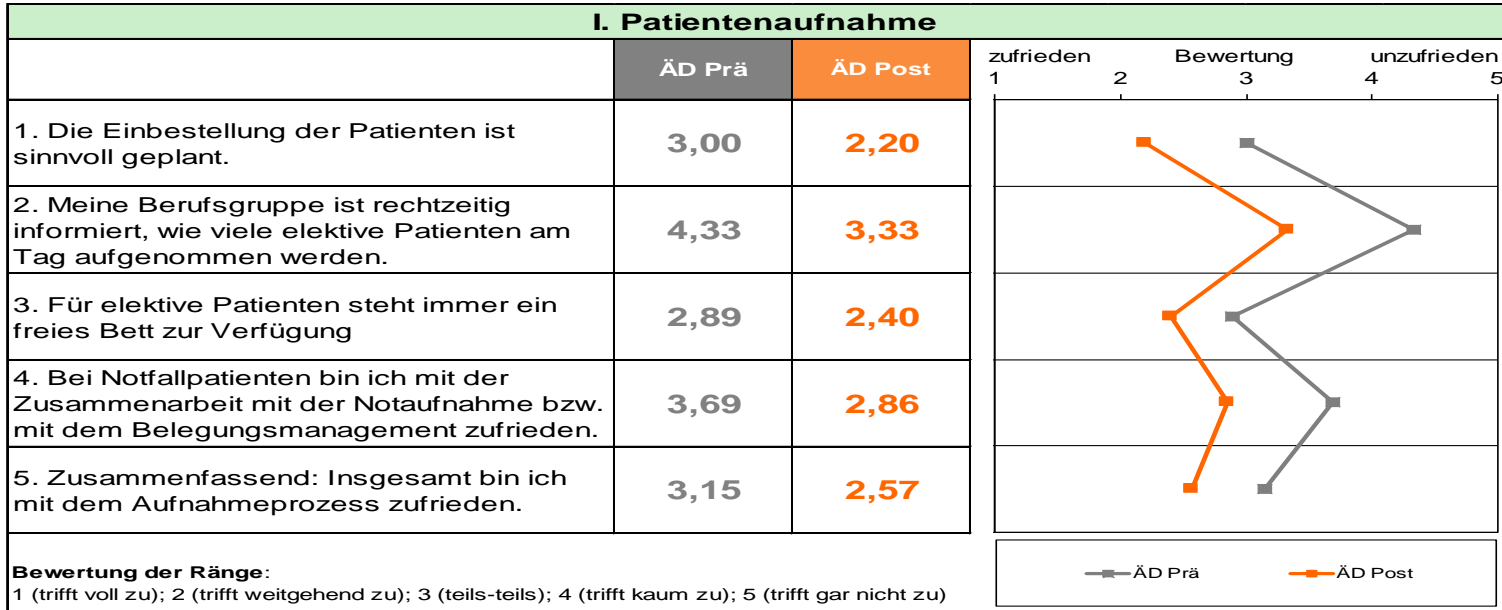 I. Patientenaufnahme
ÄD Prä
ÄD Post
zufrieden Bewertung unzufrieden
1 2 3 4 5
1. Die Einbestellung der Patienten ist
sinnvoll geplant.
3,00
2,20
2. Meine Berufsgruppe ist rechtzeitig
informiert, wie viele elektive Patienten am
Tag aufgenommen werden.
4,33
3,33
3. Für elektive Patienten steht immer ein
freies Bett zur Verfügung
2,89
2,40
4. Bei Notfallpatienten bin ich mit der
Zusammenarbeit mit der Notaufnahme bzw.
mit dem Belegungsmanagement zufrieden.
3,69
2,86
5. Zusammenfassend: Insgesamt bin ich
mit dem Aufnahmeprozess zufrieden.
3,15
2,57
Bewertung der Ränge:
1 (trifft voll zu); 2 (trifft weitgehend zu); 3 (teils-teils); 4 (trifft kaum zu); 5 (trifft gar nicht zu)
ÄD Prä
ÄD Post